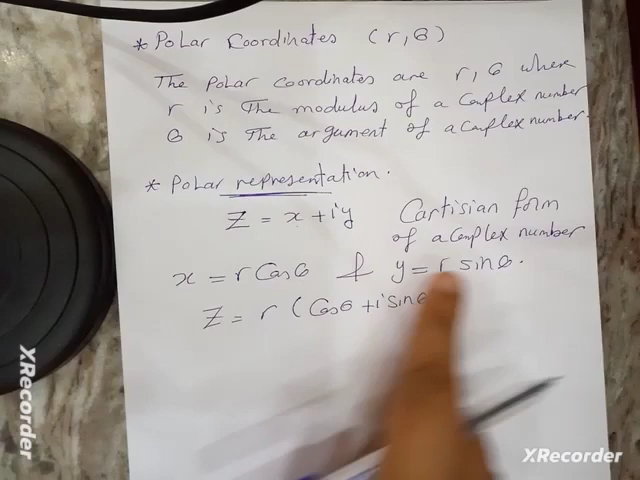 * Polar Coordinates (r, θ)
The polar coordinates are r, θ where
r is the modulus of a Complex number
θ is the argument of a Complex number.
* Polar representation.
Z = x + iy Cartisian form
of a Complex number
x = r Cosθ & y = r sinθ.
Z = r (Cosθ + i sinθ
XRecorder
XRecorder